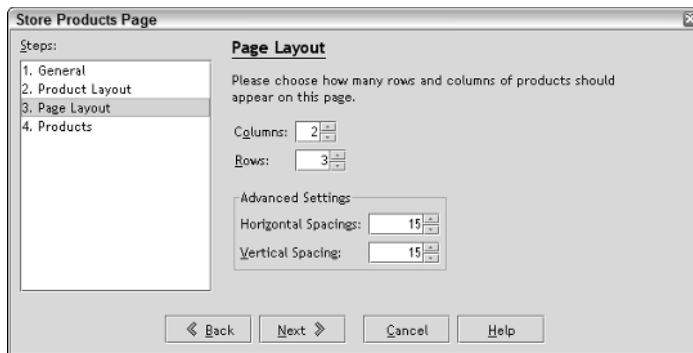 Store Products Page
Steps:
1. General
2. Product Layout
3. Page Layout
4. Products
Page Layout
Please choose how many rows and columns of products should
appear on this page.
Columns: 2
Rows: 3
Advanced Settings
Horizontal Spacings: 15
Vertical Spacing: 15
Back Next Cancel Help